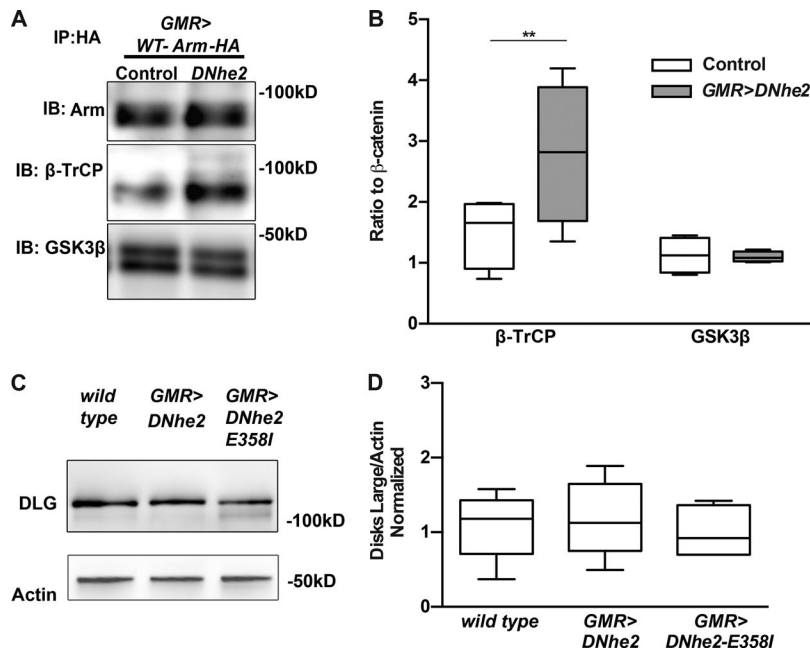 A
IP:HA
GMR>
WT- Arm-HA
Control DNhe2
-100kD
IB: Arm
-100kD
IB: β-TrCP
-50kD
IB: GSK3β
B
5
4
3
2
1
0
Ratio to β-catenin
**
Control
GMR>DNhe2
β-TrCP GSK3β
C
wild
type
GMR>
DNhe2
GMR>
DNhe2
E358I
DLG
-100kD
-50kD
Actin
D
3
2
1
0
Disks Large/Actin
Normalized
wild type
GMR>
DNhe2
GMR>
DNhe2-E358I